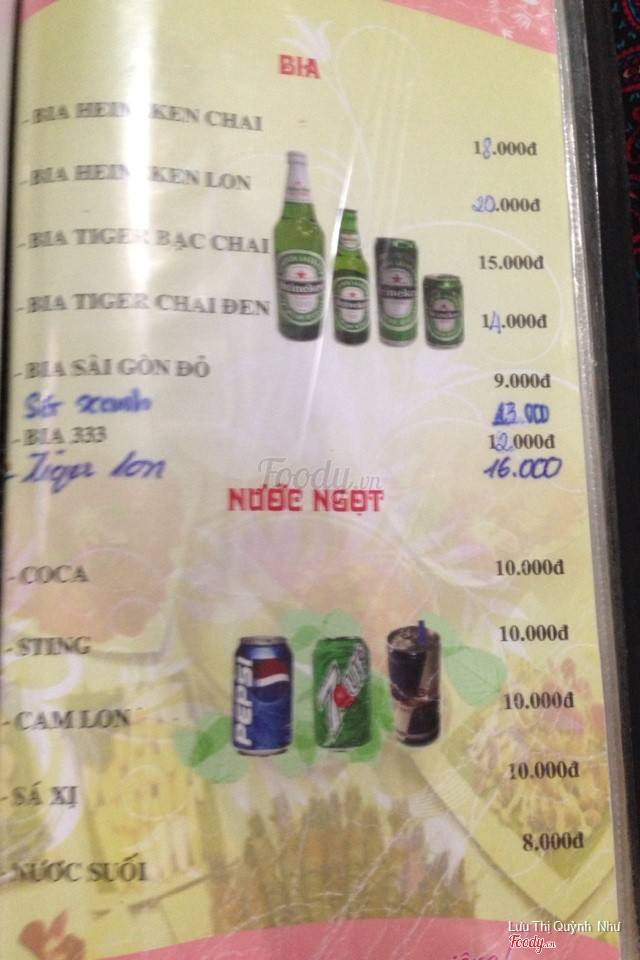 BIA
- BIA HEINEKEN CHAI 18.000đ
- BIA HEINEKEN LON 20.000đ
- BIA TIGER BẠC CHAI 15.000đ
- BIA TIGER CHAI ĐEN 14.000đ
- BIA SÀI GÒN ĐỎ 9.000đ
Sài xanh 13.000
- BIA 333 12.000đ
- Tiger lon 16.000
Foody.vn
NƯỚC NGỌT
- COCA 10.000đ
- STING 10.000đ
- CAM LON 10.000đ
- SÁ XỊ 10.000đ
- NƯỚC SUỐI 8.000đ
PEPSI
Heineken
Lưu Thị Quỳnh Như
Foody.vn